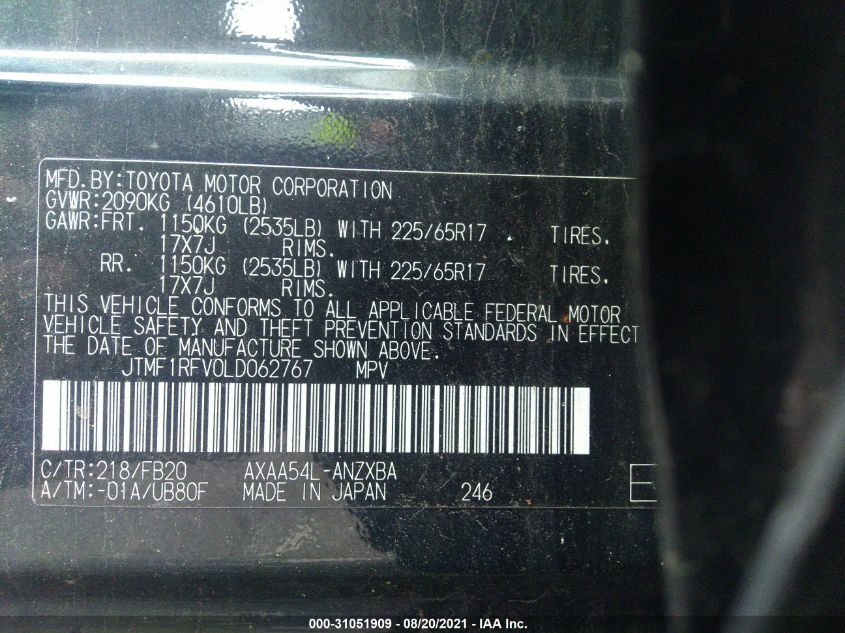 MFD.BY:TOYOTA MOTOR CORPORATION
GVWR:2090KG (4610LB)
GAWR:FRT. 1150KG (2535LB) WITH 225/65R17 . TIRES.
17X7J RIMS.
RR. 1150KG (2535LB) WITH 225/65R17 TIRES.
17X7J RIMS.
THIS VEHICLE CONFORMS TO ALL APPLICABLE FEDERAL MOTOR
VEHICLE SAFETY AND THEFT PREVENTION STANDARDS IN EFFECT
THE DATE OF MANUFACTURE SHOWN ABOVE.
JTMF1RFV0LD062767 MPV
C/TR:218/FB20 AXAA54L-ANZXBA
A/TM:-01A/UB80F MADE IN JAPAN 246
000-31051909 - 08/20/2021 - IAA Inc.